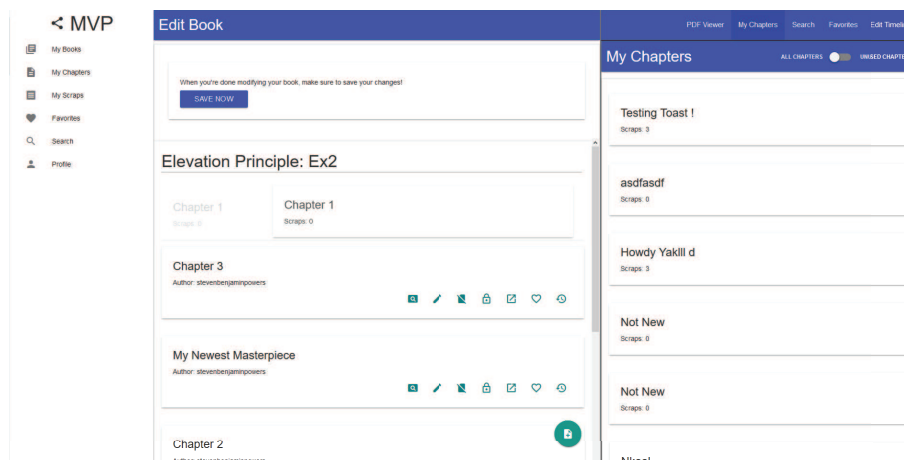 MVP
My Books
My Chapters
My Scraps
Favorites
Search
Profile
Edit Book
When you're done modifying your book, make sure to save your changes!
SAVE NOW
Elevation Principle: Ex2
Chapter 1
Scraps: 0
Chapter 1
Scraps: 0
Chapter 3
Author: stevenbenjaminpowers
My Newest Masterpiece
Author: stevenbenjaminpowers
Chapter 2
Author: stevenbenjaminpowers
PDF Viewer My Chapters Search Favorites Edit Timeli
My Chapters
ALL CHAPTERS UNUSED CHAPTE
Testing Toast !
Scraps: 3
asdfasdf
Scraps: 0
Howdy Yaklll d
Scraps: 3
Not New
Scraps: 0
Not New
Scraps: 0